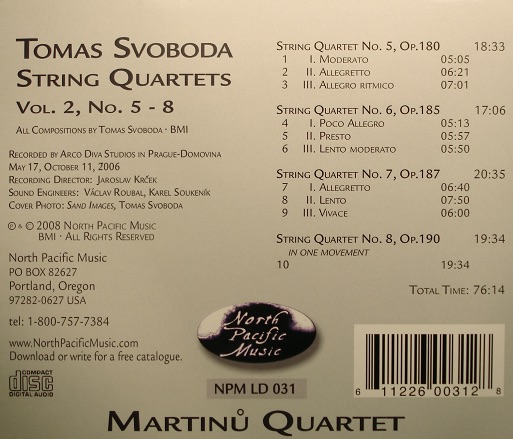 TOMAS SVOBODA
STRING QUARTETS
VOL. 2, NO. 5 - 8
ALL COMPOSITIONS BY TOMAS SVOBODA · BMI
RECORDED BY ARCO DIVA STUDIOS IN PRAGUE-DOMOVINA
MAY 17, OCTOBER 11, 2006
RECORDING DIRECTOR: JAROSLAV KRČEK
SOUND ENGINEERS: VÁCLAV ROUBAL, KAREL SOUKENÍK
COVER PHOTO: SAND IMAGES, TOMAS SVOBODA
℗ & © 2008 NORTH PACIFIC MUSIC
BMI · ALL RIGHTS RESERVED
North Pacific Music
PO BOX 82627
Portland, Oregon
97282-0627 USA
tel: 1-800-757-7384
www.NorthPacificMusic.com
Download or write for a free catalogue.
COMPACT
disc
DIGITAL AUDIO
STRING QUARTET NO. 5, OP.180 18:33
1 I. MODERATO 05:05
2 II. ALLEGRETTO 06:21
3 III. ALLEGRO RITMICO 07:01
STRING QUARTET NO. 6, OP.185 17:06
4 I. POCO ALLEGRO 05:13
5 II. PRESTO 05:57
6 III. LENTO MODERATO 05:50
STRING QUARTET NO. 7, OP.187 20:35
7 I. ALLEGRETTO 06:40
8 II. LENTO 07:50
9 III. VIVACE 06:00
STRING QUARTET NO. 8, OP.190 19:34
IN ONE MOVEMENT
10 19:34
TOTAL TIME: 76:14
North
Pacific
Music
NPM LD 031
6 11226 00312 8
MARTINŮ QUARTET